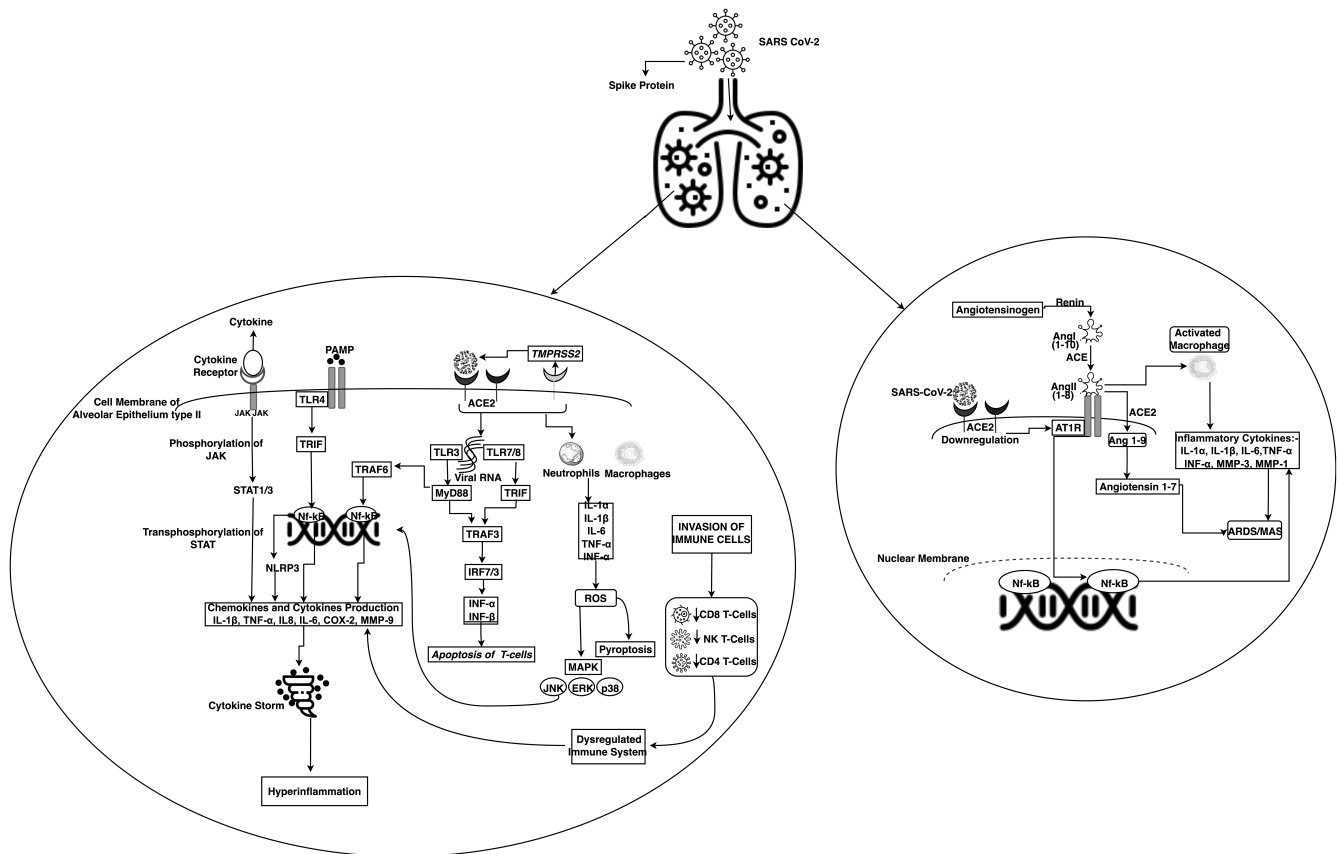 SARS CoV-2
Spike Protein
Cytokine
Cytokine
Receptor
PAMP
TMPRSS2
Cell Membrane of
Alveolar Epithelium type II
JAK JAK
TLR4
ACE2
Phosphorylation of
JAK
TRIF
TLR3
TLR7/8
Viral RNA
TRAF6
Neutrophils
Macrophages
STAT1/3
MyD88
TRIF
Transphosphorylation of
STAT
Nf-kB
Nf-kB
TRAF3
IL-1α
IL-1β
IL-6
TNF-α
INF-α
INVASION OF
IMMUNE CELLS
NLRP3
IRF7/3
ROS
Chemokines and Cytokines Production
IL-1β, TNF-α, IL8, IL-6, COX-2, MMP-9
INF-α
INF-β
CD8 T-Cells
NK T-Cells
CD4 T-Cells
Apoptosis of T-cells
Pyroptosis
MAPK
JNK
ERK
p38
Cytokine Storm
Dysregulated
Immune System
Hyperinflammation
Renin
Angiotensinogen
AngI
(1-10)
Activated
Macrophage
ACE
AngII
(1-8)
SARS-CoV-2
ACE2
ACE2
Downregulation
AT1R
Ang 1-9
nflammatory Cytokines:-
IL-1α, IL-1β, IL-6,TNF-α
INF-α, MMP-3, MMP-1
Angiotensin 1-7
ARDS/MAS
Nuclear Membrane
Nf-kB
Nf-kB